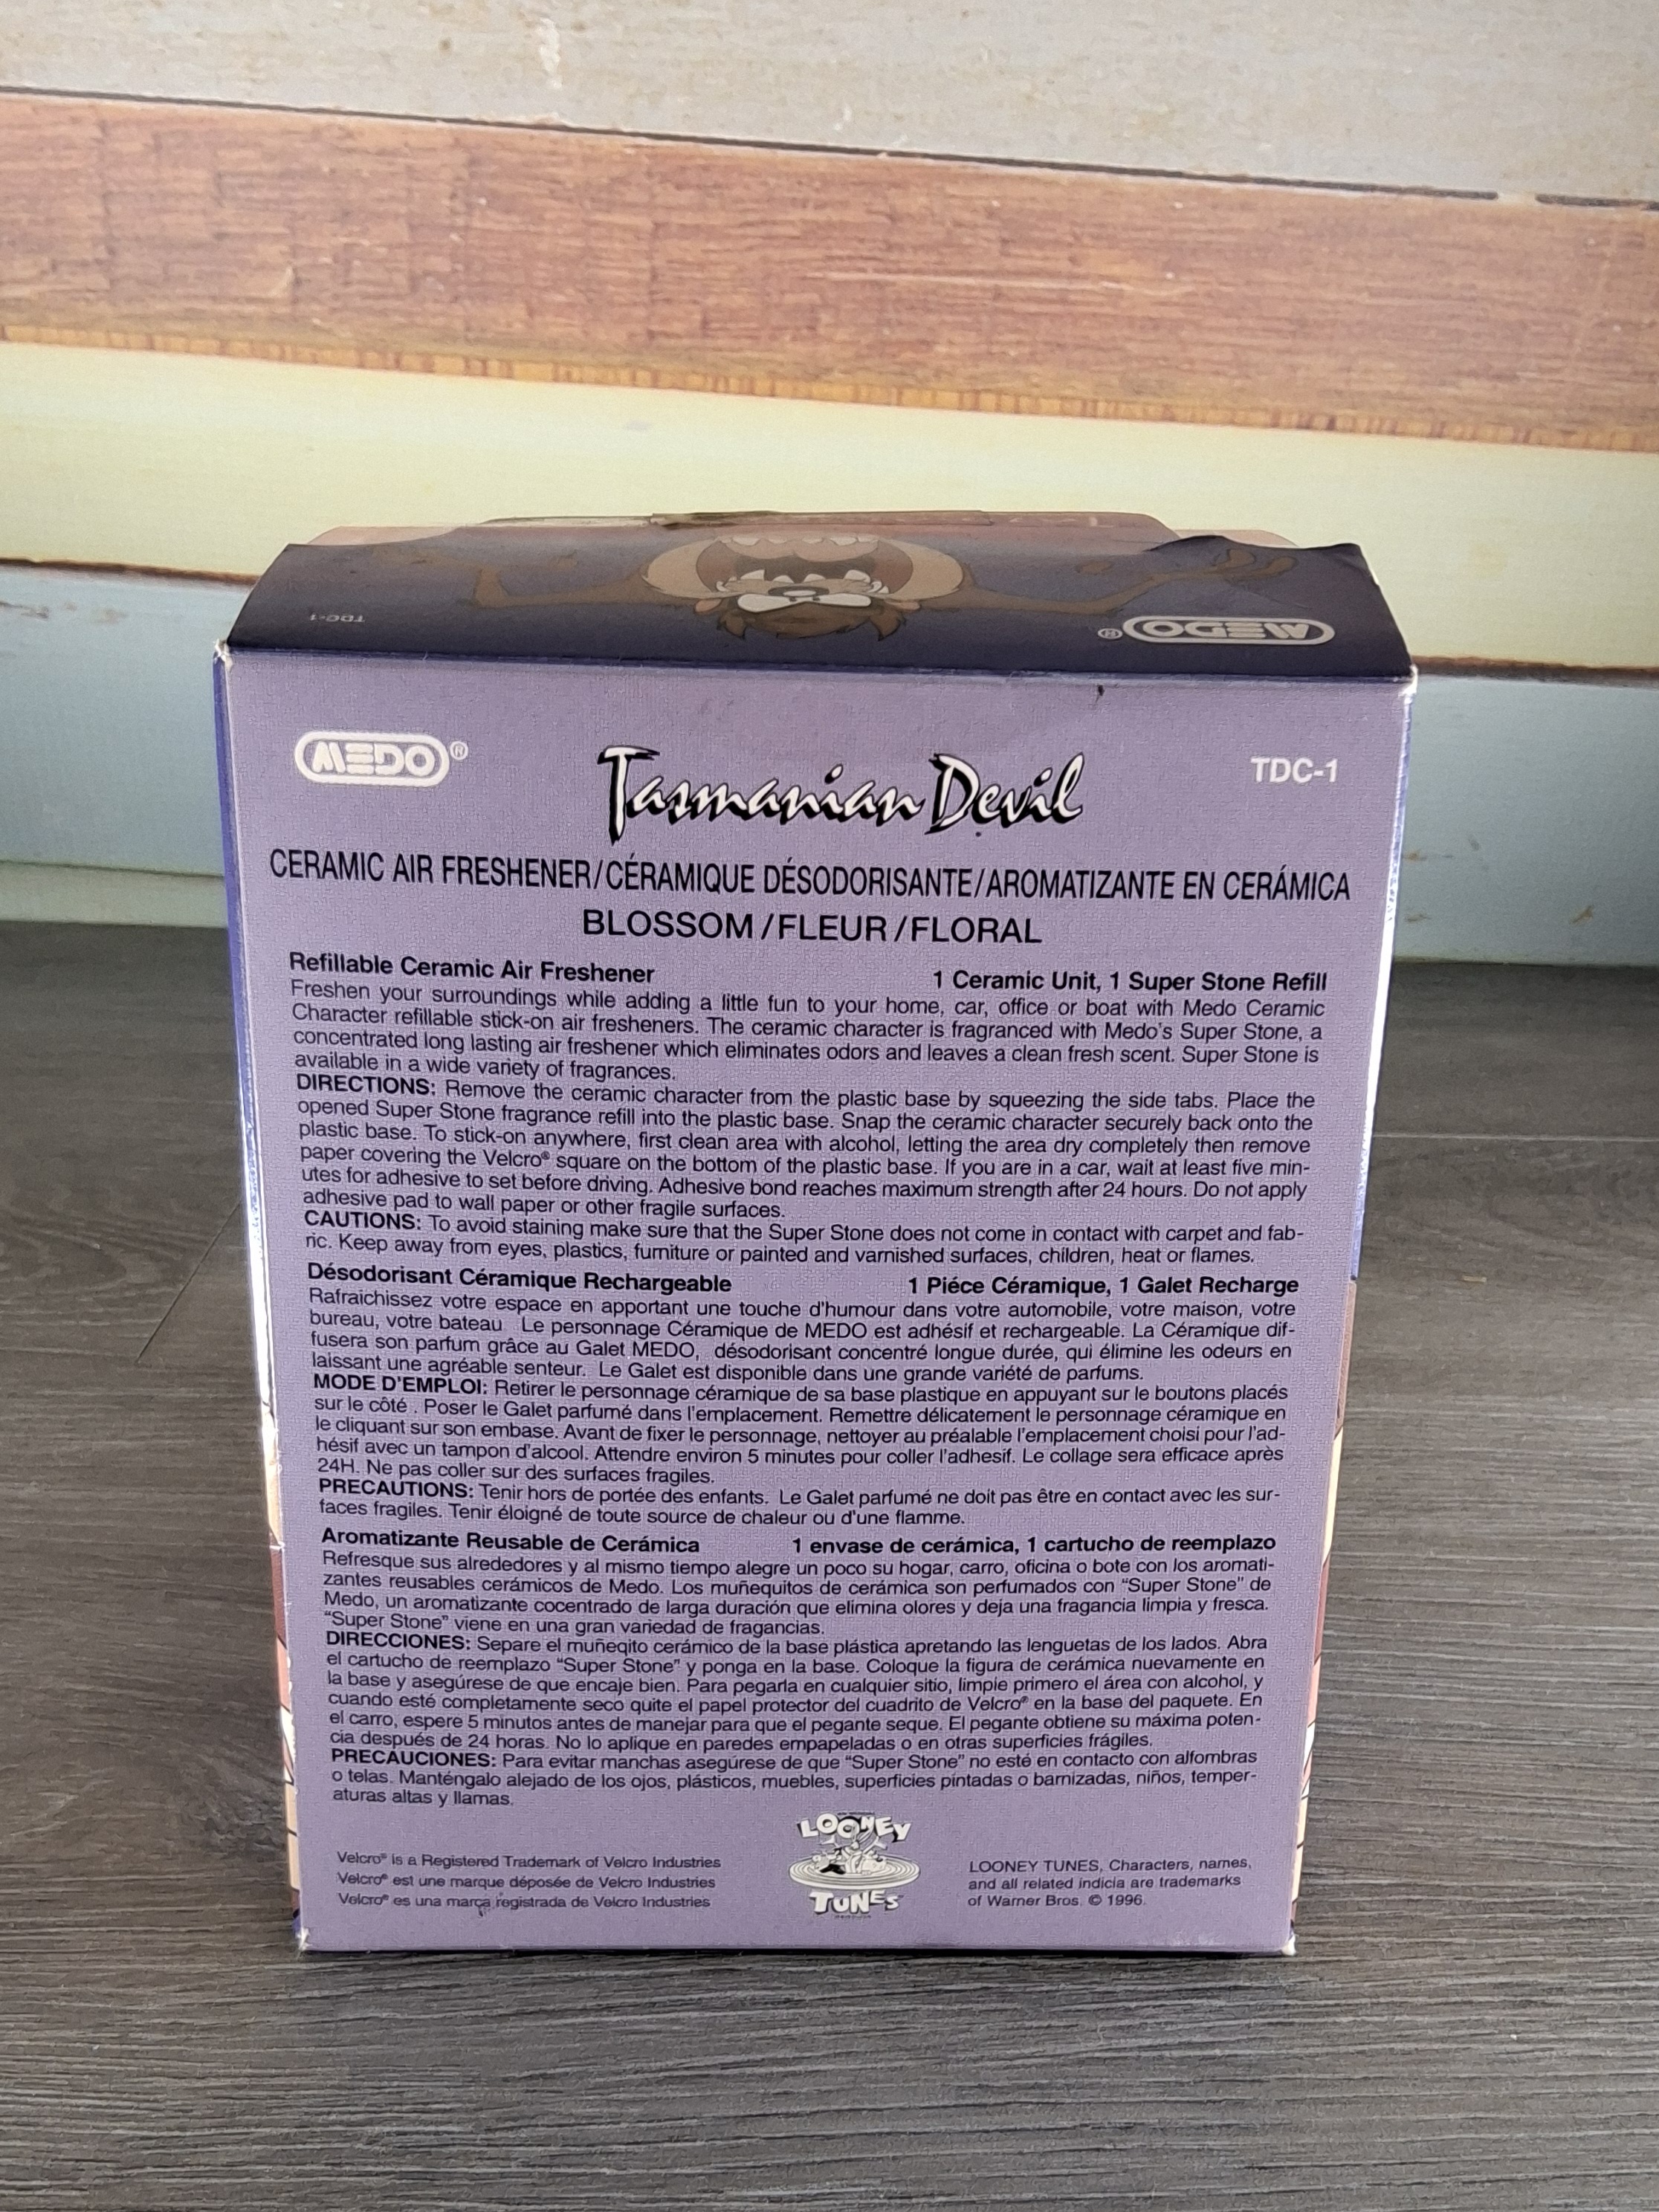 TDC-1
MEDO®
MEDO®
Tasmanian Devil
TDC-1
CERAMIC AIR FRESHENER/CÉRAMIQUE DÉSODORISANTE/AROMATIZANTE EN CERÁMICA
BLOSSOM/FLEUR/FLORAL
Refillable Ceramic Air Freshener 1 Ceramic Unit, 1 Super Stone Refill
Freshen your surroundings while adding a little fun to your home, car, office or boat with Medo Ceramic
Character refillable stick-on air fresheners. The ceramic character is fragranced with Medo's Super Stone, a
concentrated long lasting air freshener which eliminates odors and leaves a clean fresh scent. Super Stone is
available in a wide variety of fragrances.
DIRECTIONS: Remove the ceramic character from the plastic base by squeezing the side tabs. Place the
opened Super Stone fragrance refill into the plastic base. Snap the ceramic character securely back onto the
plastic base. To stick-on anywhere, first clean area with alcohol, letting the area dry completely then remove
paper covering the Velcro® square on the bottom of the plastic base. If you are in a car, wait at least five min-
utes for adhesive to set before driving. Adhesive bond reaches maximum strength after 24 hours. Do not apply
adhesive pad to wall paper or other fragile surfaces.
CAUTIONS: To avoid staining make sure that the Super Stone does not come in contact with carpet and fab-
ric. Keep away from eyes, plastics, furniture or painted and varnished surfaces, children, heat or flames.
Désodorisant Céramique Rechargeable 1 Piéce Céramique, 1 Galet Recharge
Rafraichissez votre espace en apportant une touche d'humour dans votre automobile, votre maison, votre
bureau, votre bateau Le personnage Céramique de MEDO est adhésif et rechargeable. La Céramique dif-
fusera son parfum grâce au Galet MEDO, désodorisant concentré longue durée, qui élimine les odeurs en
laissant une agréable senteur. Le Galet est disponible dans une grande variété de parfums.
MODE D'EMPLOI: Retirer le personnage céramique de sa base plastique en appuyant sur le boutons placés
sur le côté . Poser le Galet parfumé dans l'emplacement. Remettre délicatement le personnage céramique en
le cliquant sur son embase. Avant de fixer le personnage, nettoyer au préalable l'emplacement choisi pour l'ad-
hésif avec un tampon d'alcool. Attendre environ 5 minutes pour coller l'adhesif. Le collage sera efficace après
24H. Ne pas coller sur des surfaces fragiles.
PRECAUTIONS: Tenir hors de portée des enfants. Le Galet parfumé ne doit pas être en contact avec les sur-
faces fragiles. Tenir éloigné de toute source de chaleur ou d'une flamme.
Aromatizante Reusable de Cerámica 1 envase de cerámica, 1 cartucho de reemplazo
Refresque sus alrededores y al mismo tiempo alegre un poco su hogar, carro, oficina o bote con los aromati-
zantes reusables cerámicos de Medo. Los muñequitos de cerámica son perfumados con “Super Stone” de
Medo, un aromatizante cocentrado de larga duración que elimina olores y deja una fragancia limpia y fresca.
“Super Stone” viene en una gran variedad de fragancias.
DIRECCIONES: Separe el muñeqito cerámico de la base plástica apretando las lenguetas de los lados. Abra
el cartucho de reemplazo “Super Stone” y ponga en la base. Coloque la figura de cerámica nuevamente en
la base y asegúrese de que encaje bien. Para pegarla en cualquier sitio, limpie primero el área con alcohol, y
cuando esté completamente seco quite el papel protector del cuadrito de Velcro® en la base del paquete. En
el carro, espere 5 minutos antes de manejar para que el pegante seque. El pegante obtiene su máxima poten-
cia después de 24 horas. No lo aplique en paredes empapeladas o en otras superficies frágiles.
PRECAUCIONES: Para evitar manchas asegúrese de que “Super Stone” no esté en contacto con alfombras
o telas. Manténgalo alejado de los ojos, plásticos, muebles, superficies pintadas o barnizadas, niños, temper-
aturas altas y llamas.
Velcro® is a Registered Trademark of Velcro Industries
Velcro® est une marque déposée de Velcro Industries
Velcro® es una marca registrada de Velcro Industries
LOONEY
TUNES
LOONEY TUNES, Characters, names,
and all related indicia are trademarks
of Warner Bros. © 1996.